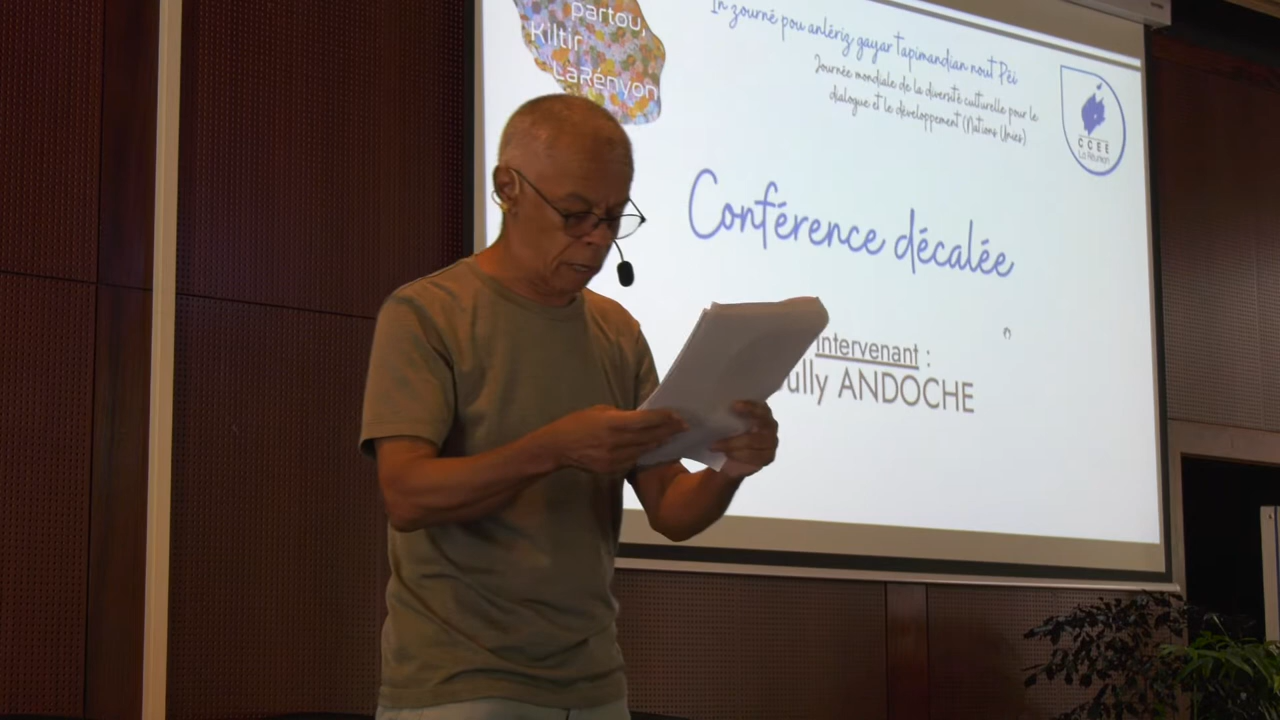 partou,
Kiltir
LaRényon
In zourné pou anlériz gayar tapimandian nout Péi
Journée mondiale de la diversité culturelle pour le
dialogue et le développement (Nations Unies)
CCEE
La Réunion
Conférence décalée
intervenant :
ully ANDOCHE